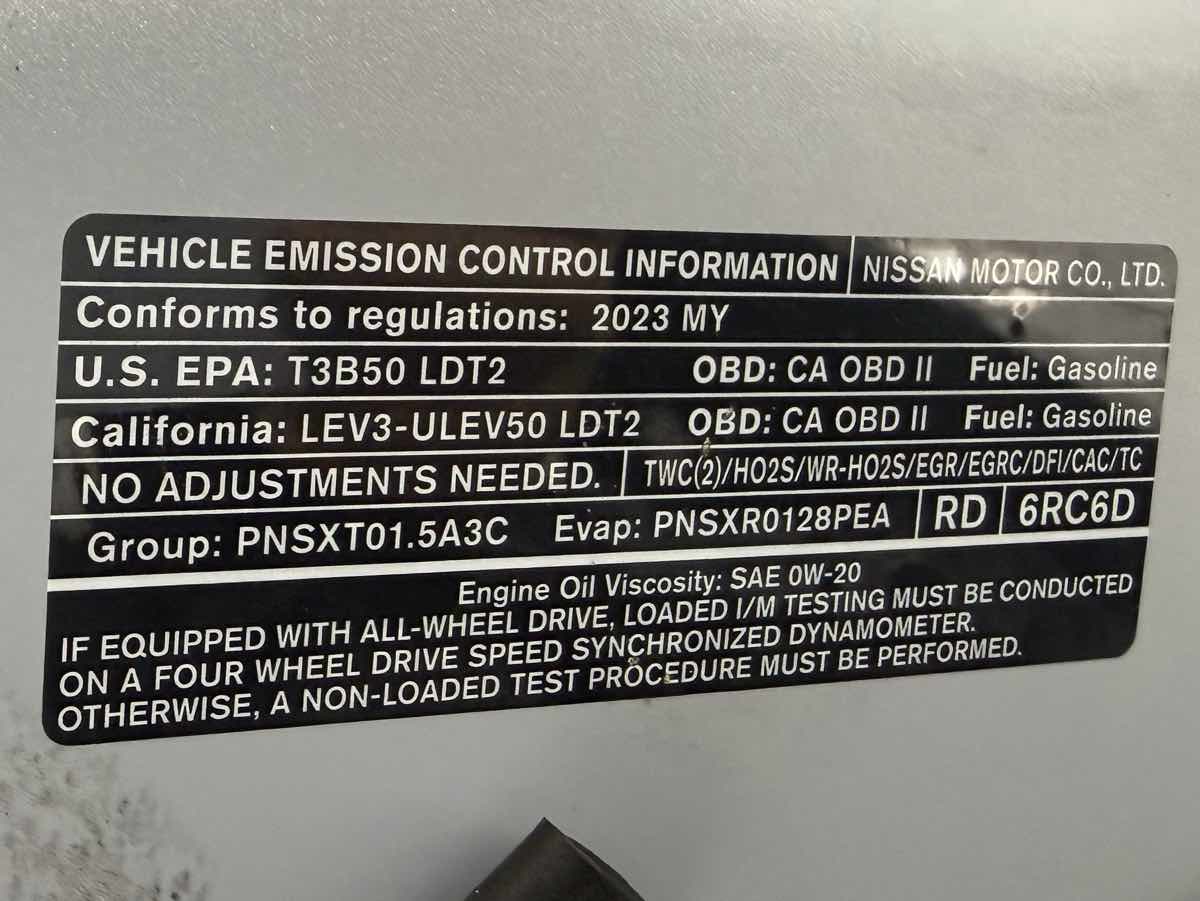 VEHICLE EMISSION CONTROL INFORMATION NISSAN MOTOR CO., LTD.
Conforms to regulations: 2023 MY
U.S. EPA: T3B50 LDT2 OBD: CA OBD II Fuel: Gasoline
California: LEV3-ULEV50 LDT2 OBD: CA OBD II Fuel: Gasoline
NO ADJUSTMENTS NEEDED. TWC(2)/HO2S/WR-HO2S/EGR/EGRC/DFI/CAC/TC
Group: PNSXT01.5A3C Evap: PNSXR0128PEA RD 6RC6D
Engine Oil Viscosity: SAE 0W-20
IF EQUIPPED WITH ALL-WHEEL DRIVE, LOADED I/M TESTING MUST BE CONDUCTED
ON A FOUR WHEEL DRIVE SPEED SYNCHRONIZED DYNAMOMETER.
OTHERWISE, A NON-LOADED TEST PROCEDURE MUST BE PERFORMED.